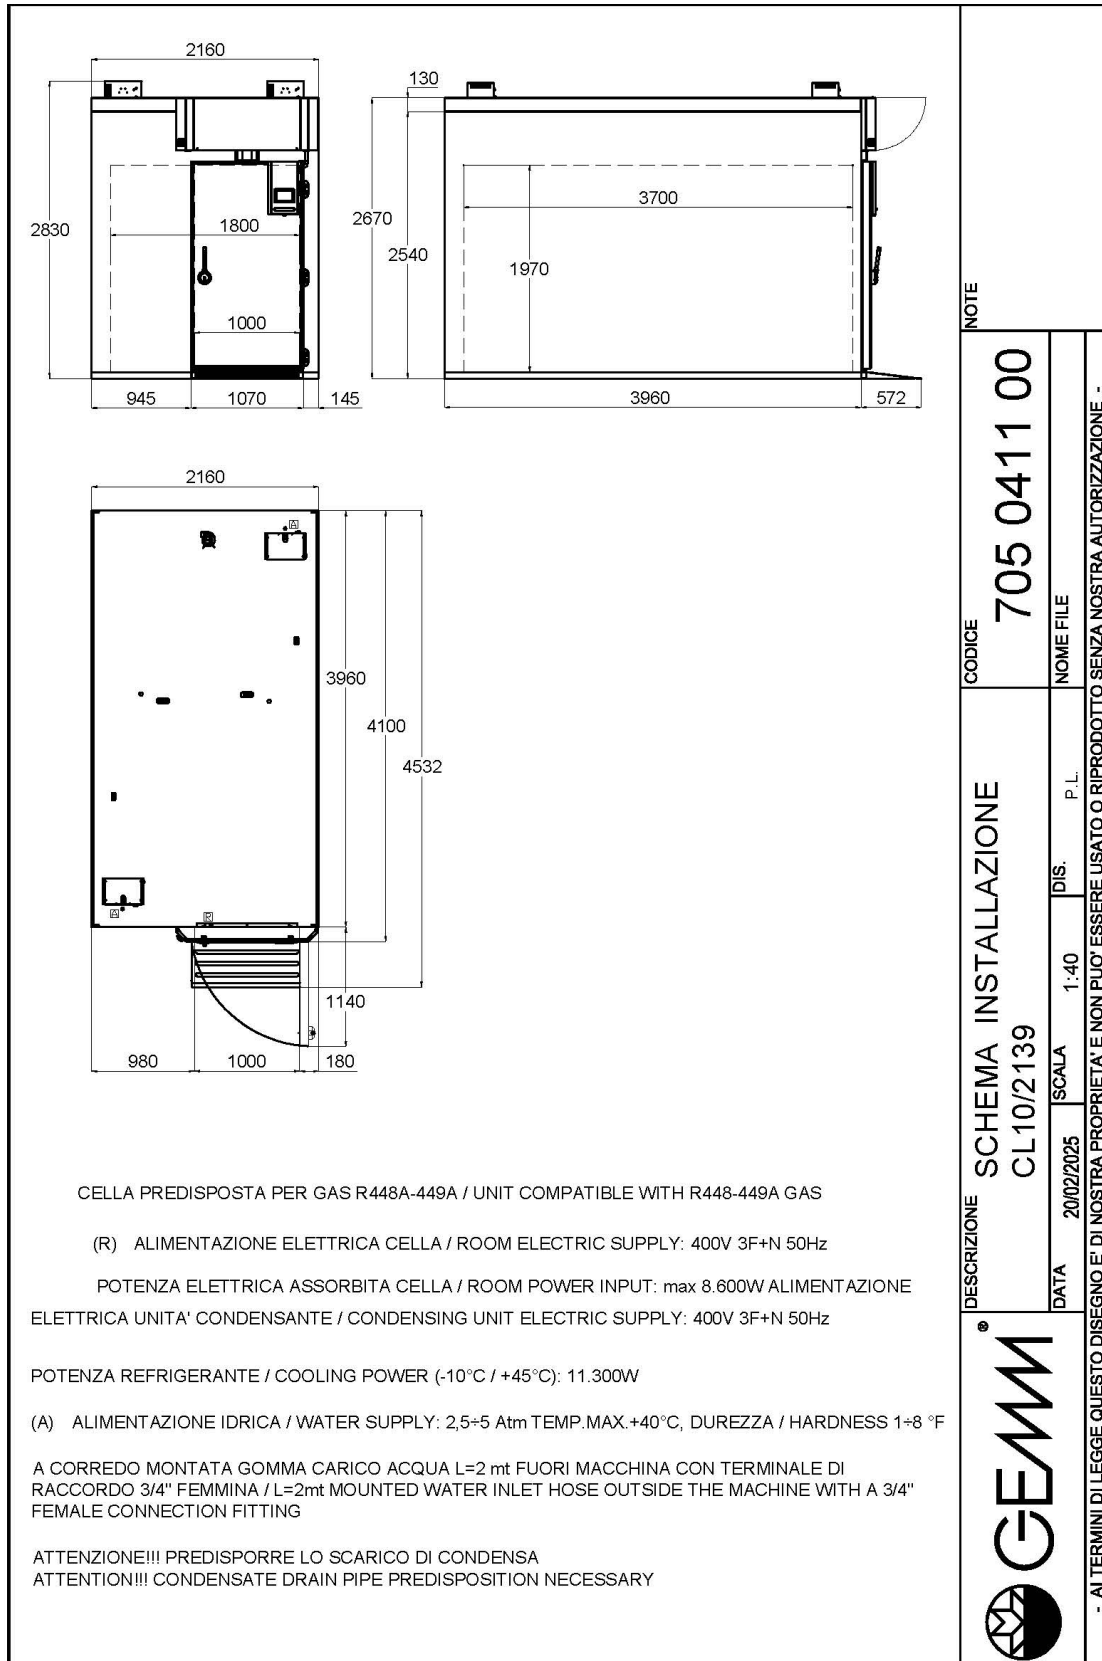 2160
2830
1800
1000
945
1070
145
130
2670
2540
3700
1970
3960
572
2160
A
3960
4100
4532
A
R
1140
980
1000
180
CELLA PREDISPOSTA PER GAS R448A-449A / UNIT COMPATIBLE WITH R448-449A GAS
(R) ALIMENTAZIONE ELETTRICA CELLA / ROOM ELECTRIC SUPPLY: 400V 3F+N 50Hz
POTENZA ELETTRICA ASSORBITA CELLA / ROOM POWER INPUT: max 8.600W ALIMENTAZIONE
ELETTRICA UNITA' CONDENSANTE / CONDENSING UNIT ELECTRIC SUPPLY: 400V 3F+N 50Hz
POTENZA REFRIGERANTE / COOLING POWER (-10°C / +45°C): 11.300W
(A) ALIMENTAZIONE IDRICA / WATER SUPPLY: 2,5÷5 Atm TEMP.MAX.+40°C, DUREZZA / HARDNESS 1÷8 °F
A CORREDO MONTATA GOMMA CARICO ACQUA L=2 mt FUORI MACCHINA CON TERMINALE DI
RACCORDO 3/4" FEMMINA / L=2mt MOUNTED WATER INLET HOSE OUTSIDE THE MACHINE WITH A 3/4"
FEMALE CONNECTION FITTING
ATTENZIONE!!! PREDISPORRE LO SCARICO DI CONDENSA
ATTENTION!!! CONDENSATE DRAIN PIPE PREDISPOSITION NECESSARY
GEMM ®
DESCRIZIONE
SCHEMA INSTALLAZIONE
CL10/2139
CODICE
705 0411 00
NOTE
DATA
20/02/2025
SCALA
1:40
DIS.
P.L.
NOME FILE
- AI TERMINI DI LEGGE QUESTO DISEGNO E' DI NOSTRA PROPRIETA' E NON PUO' ESSERE USATO O RIPRODOTTO SENZA NOSTRA AUTORIZZAZIONE -